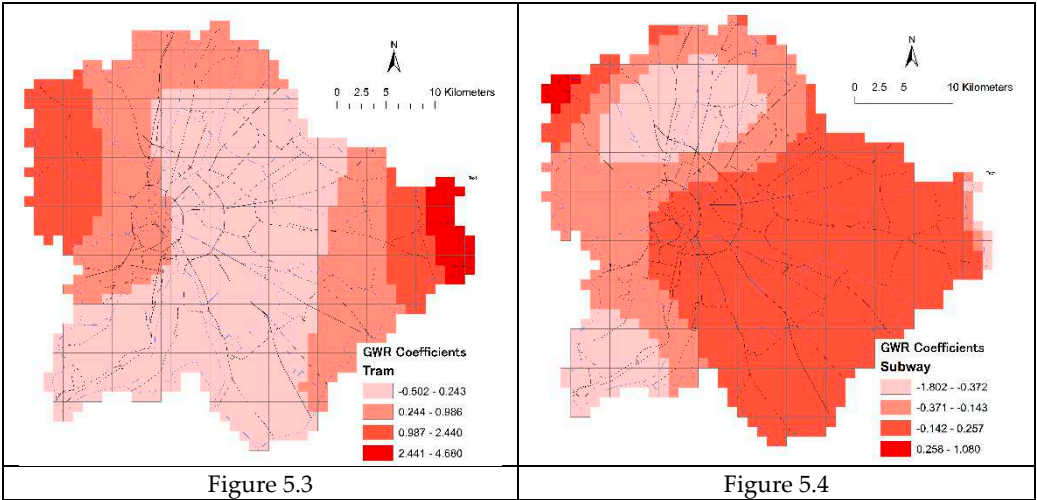 N
0 2.5 5 10 Kilometers
GWR Coefficients
Tram
-0.502 - 0.243
0.244 - 0.986
0.987 - 2.440
2.441 - 4.680
Figure 5.3
N
0 2.5 5 10 Kilometers
GWR Coefficients
Subway
-1.802 - -0.372
-0.371 - -0.143
-0.142 - 0.257
0.258 - 1.080
Figure 5.4